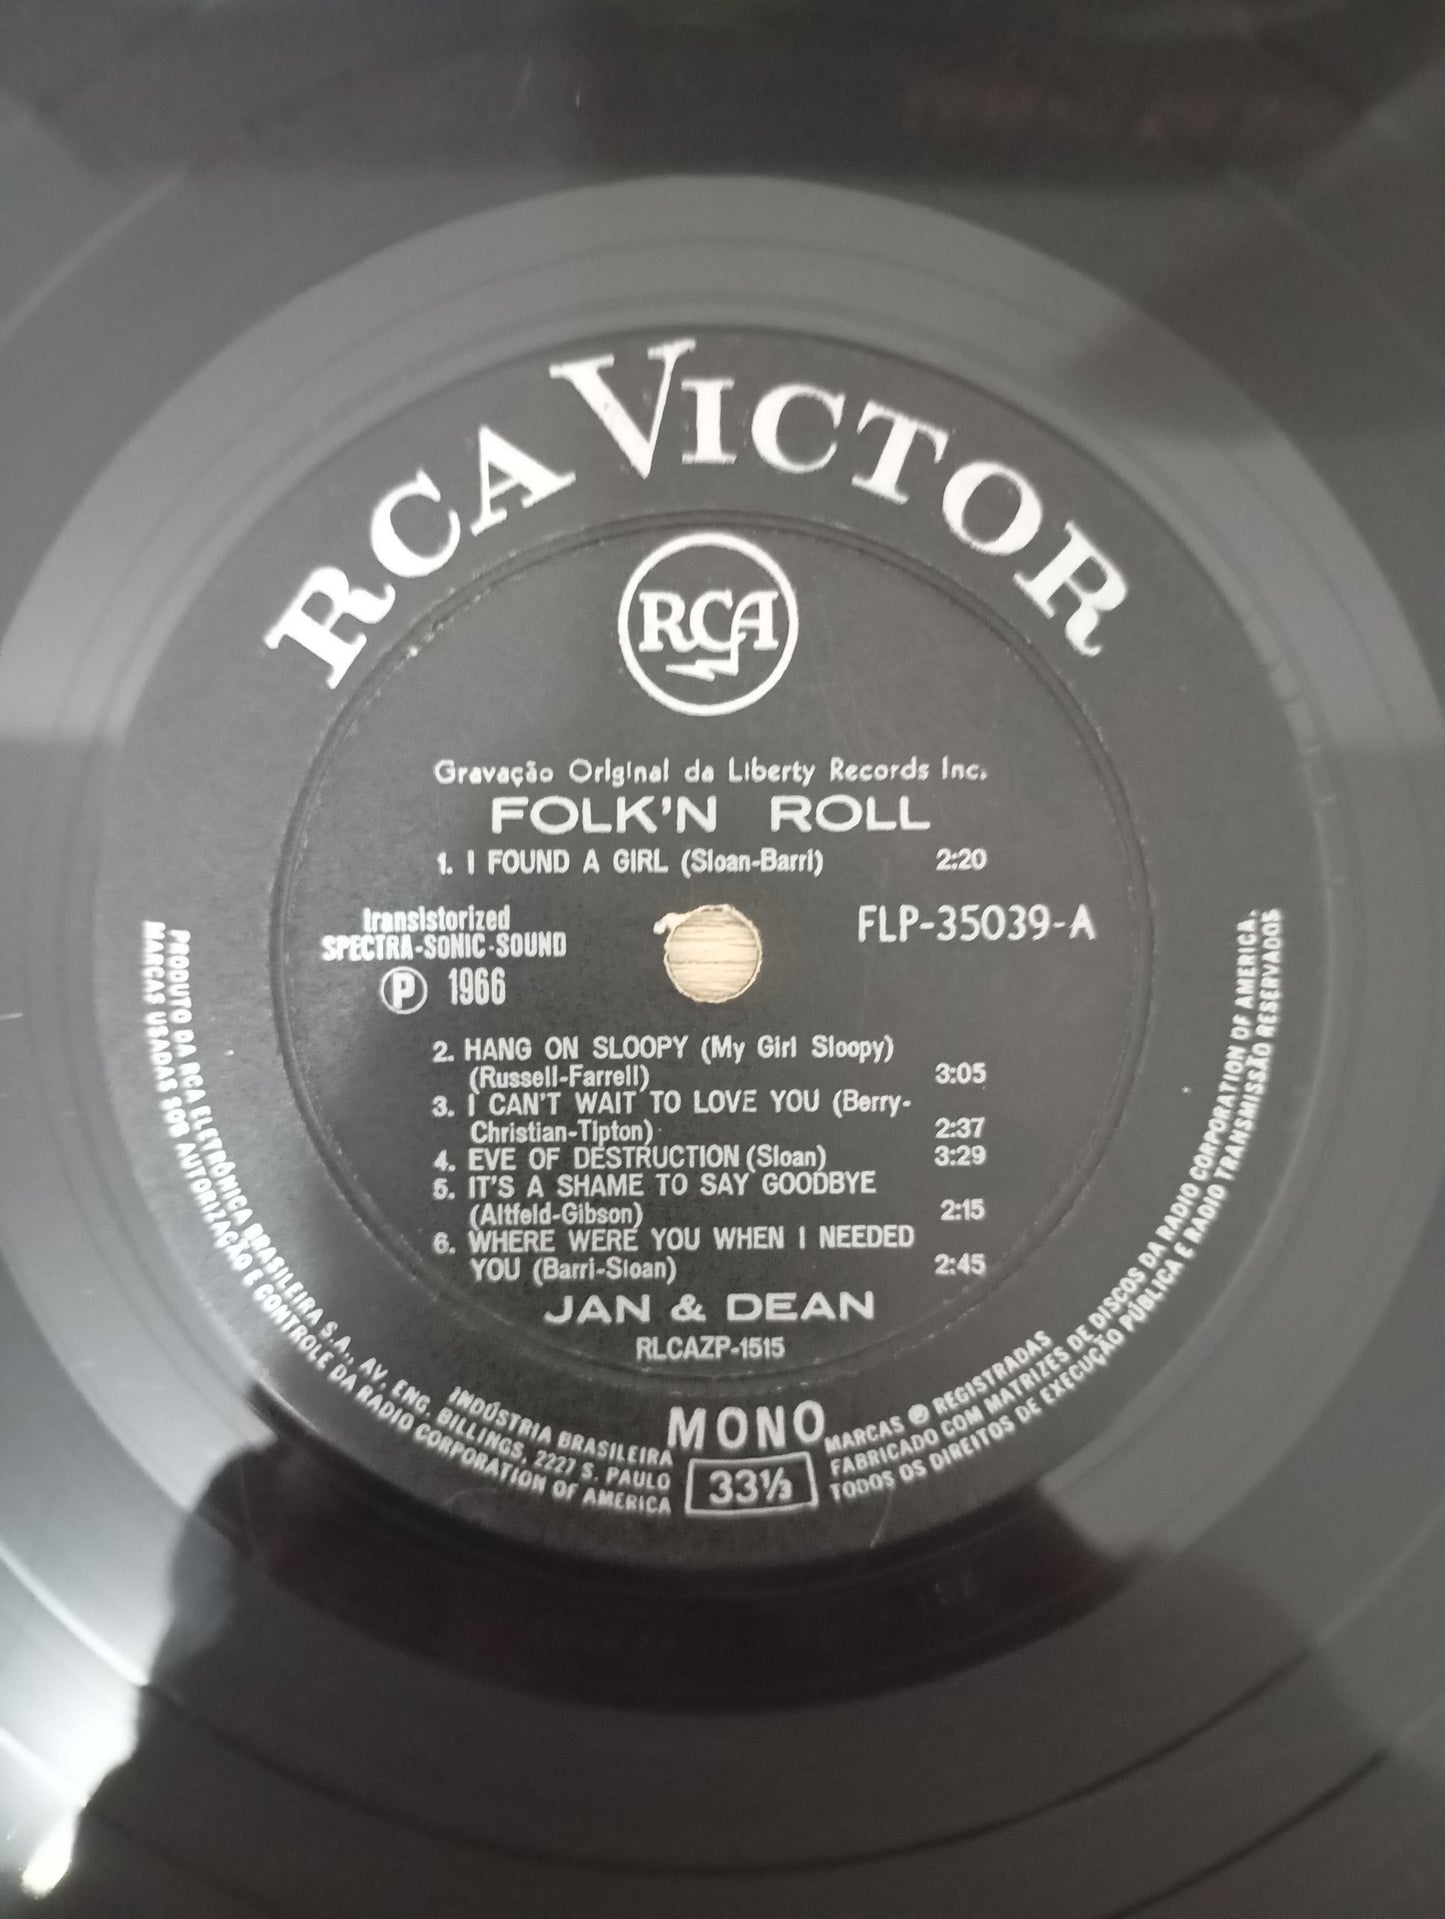 RCA VICTOR
RCA
Gravação Original da Liberty Records Inc.
FOLK'N ROLL
1. I FOUND A GIRL (Sloan-Barri) 2:20
transistorized
SPECTRA-SONIC-SOUND
Ⓟ 1966
FLP-35039-A
2. HANG ON SLOOPY (My Girl Sloopy)
(Russell-Farrell) 3:05
3. I CAN'T WAIT TO LOVE YOU (Berry-
Christian-Tipton) 2:37
4. EVE OF DESTRUCTION (Sloan) 3:29
5. IT'S A SHAME TO SAY GOODBYE
(Altfeld-Gibson) 2:15
6. WHERE WERE YOU WHEN I NEEDED
YOU (Barri-Sloan) 2:45
JAN & DEAN
RLCAZP-1515
MONO
33⅓
INDÚSTRIA BRASILEIRA
PRODUTO DA RCA ELETRÔNICA BRASILEIRA S.A., AV. ENG. BILLINGS, 2227 S. PAULO
MARCAS USADAS SOB AUTORIZAÇÃO E CONTROLE DA RADIO CORPORATION OF AMERICA
MARCAS ® REGISTRADAS
FABRICADO COM MATRIZES DE DISCOS DA RADIO CORPORATION OF AMERICA.
TODOS OS DIREITOS DE EXECUÇÃO PÚBLICA E RADIO TRANSMISSÃO RESERVADOS